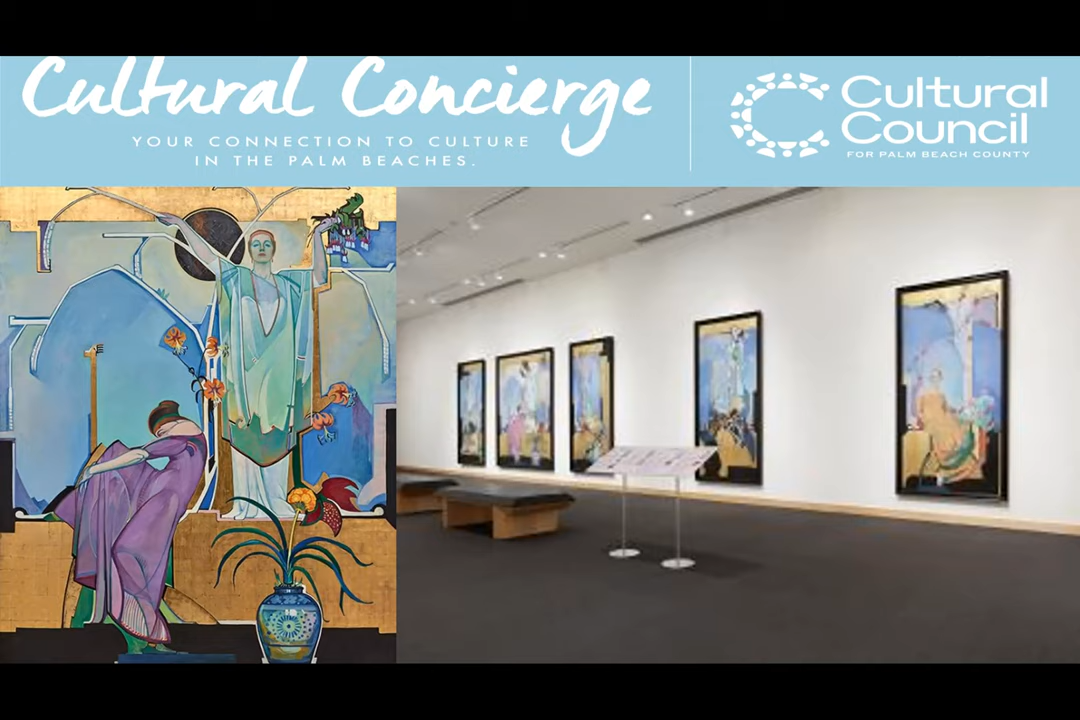 Cultural Concierge
YOUR CONNECTION TO CULTURE
IN THE PALM BEACHES.
Cultural
Council
FOR PALM BEACH COUNTY